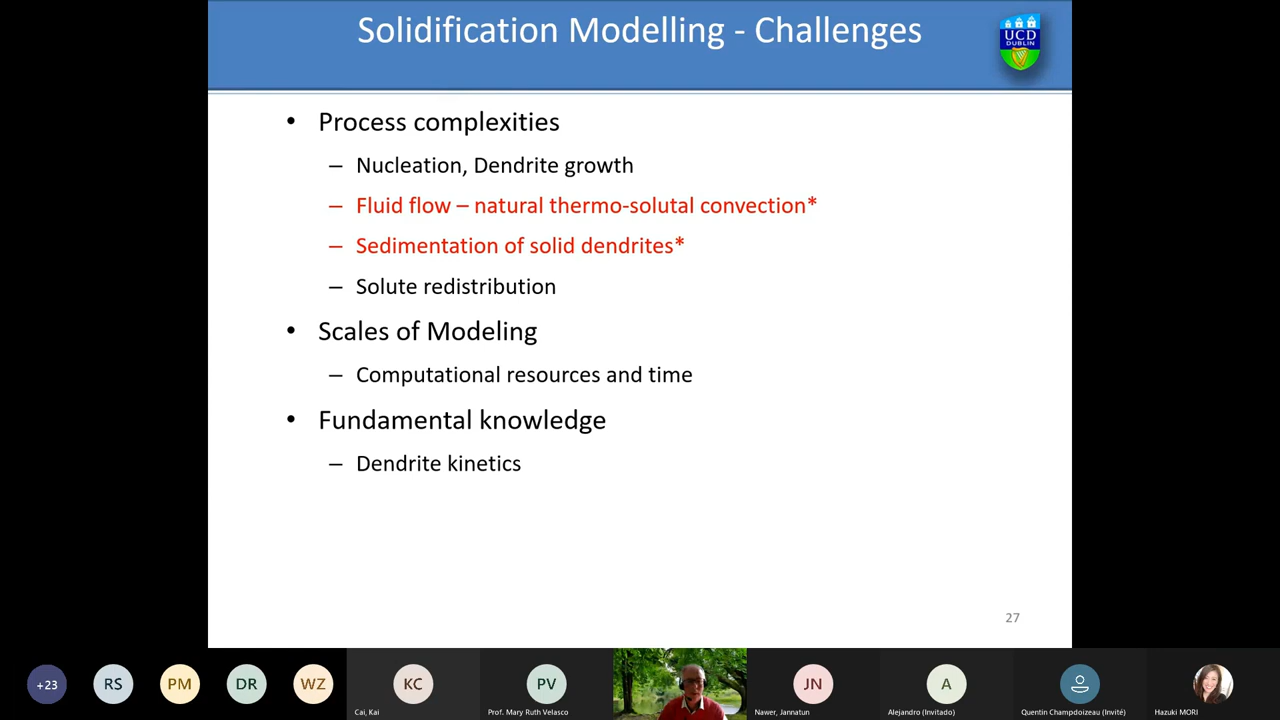 Solidification Modelling - Challenges
UCD
DUBLIN
• Process complexities
– Nucleation, Dendrite growth
– Fluid flow – natural thermo-solutal convection*
– Sedimentation of solid dendrites*
– Solute redistribution
• Scales of Modeling
– Computational resources and time
• Fundamental knowledge
– Dendrite kinetics
27
+23
RS
PM
DR
WZ
KC
PV
JN
A
Cai, Kai
Prof. Mary Ruth Velasco
Nawer, Jannatun
Alejandro (Invitado)
Quentin Champdoizeau (Invité)
Hazuki MORI